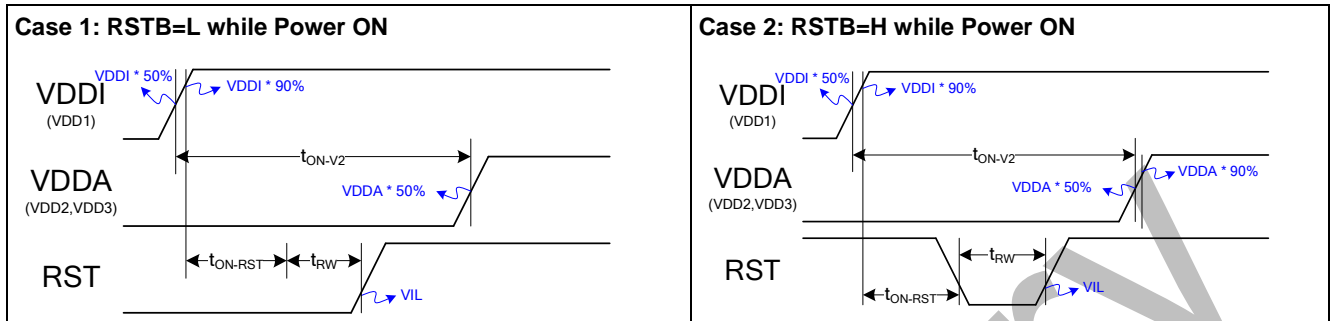 Case 1: RSTB=L while Power ON
VDDI * 50%
VDDI * 90%
VDDI
(VDD1)
tON-V2
VDDA
(VDD2,VDD3)
VDDA * 50%
tON-RST
tRW
RST
VIL
Case 2: RSTB=H while Power ON
VDDI * 50%
VDDI * 90%
VDDI
(VDD1)
tON-V2
VDDA
(VDD2,VDD3)
VDDA * 50%
VDDA * 90%
RST
tRW
tON-RST
VIL